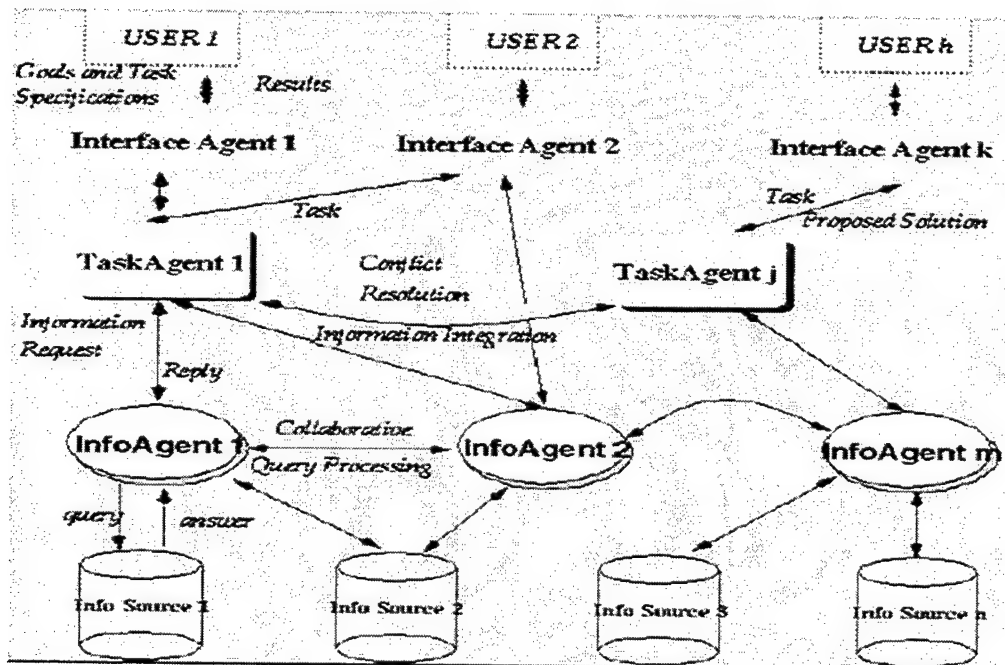 USER 1
USER 2
USER h
Goals and Task
Specifications
Results
Interface Agent 1
Interface Agent 2
Interface Agent k
Task
Task
Proposed Solution
TaskAgent 1
Conflict
Resolution
TaskAgent j
Information
Request
Information Integration
Reply
InfoAgent 1
Collaborative
Query Processing
InfoAgent 2
InfoAgent m
query
answer
Info Source 1
Info Source 2
Info Source 3
Info Source n